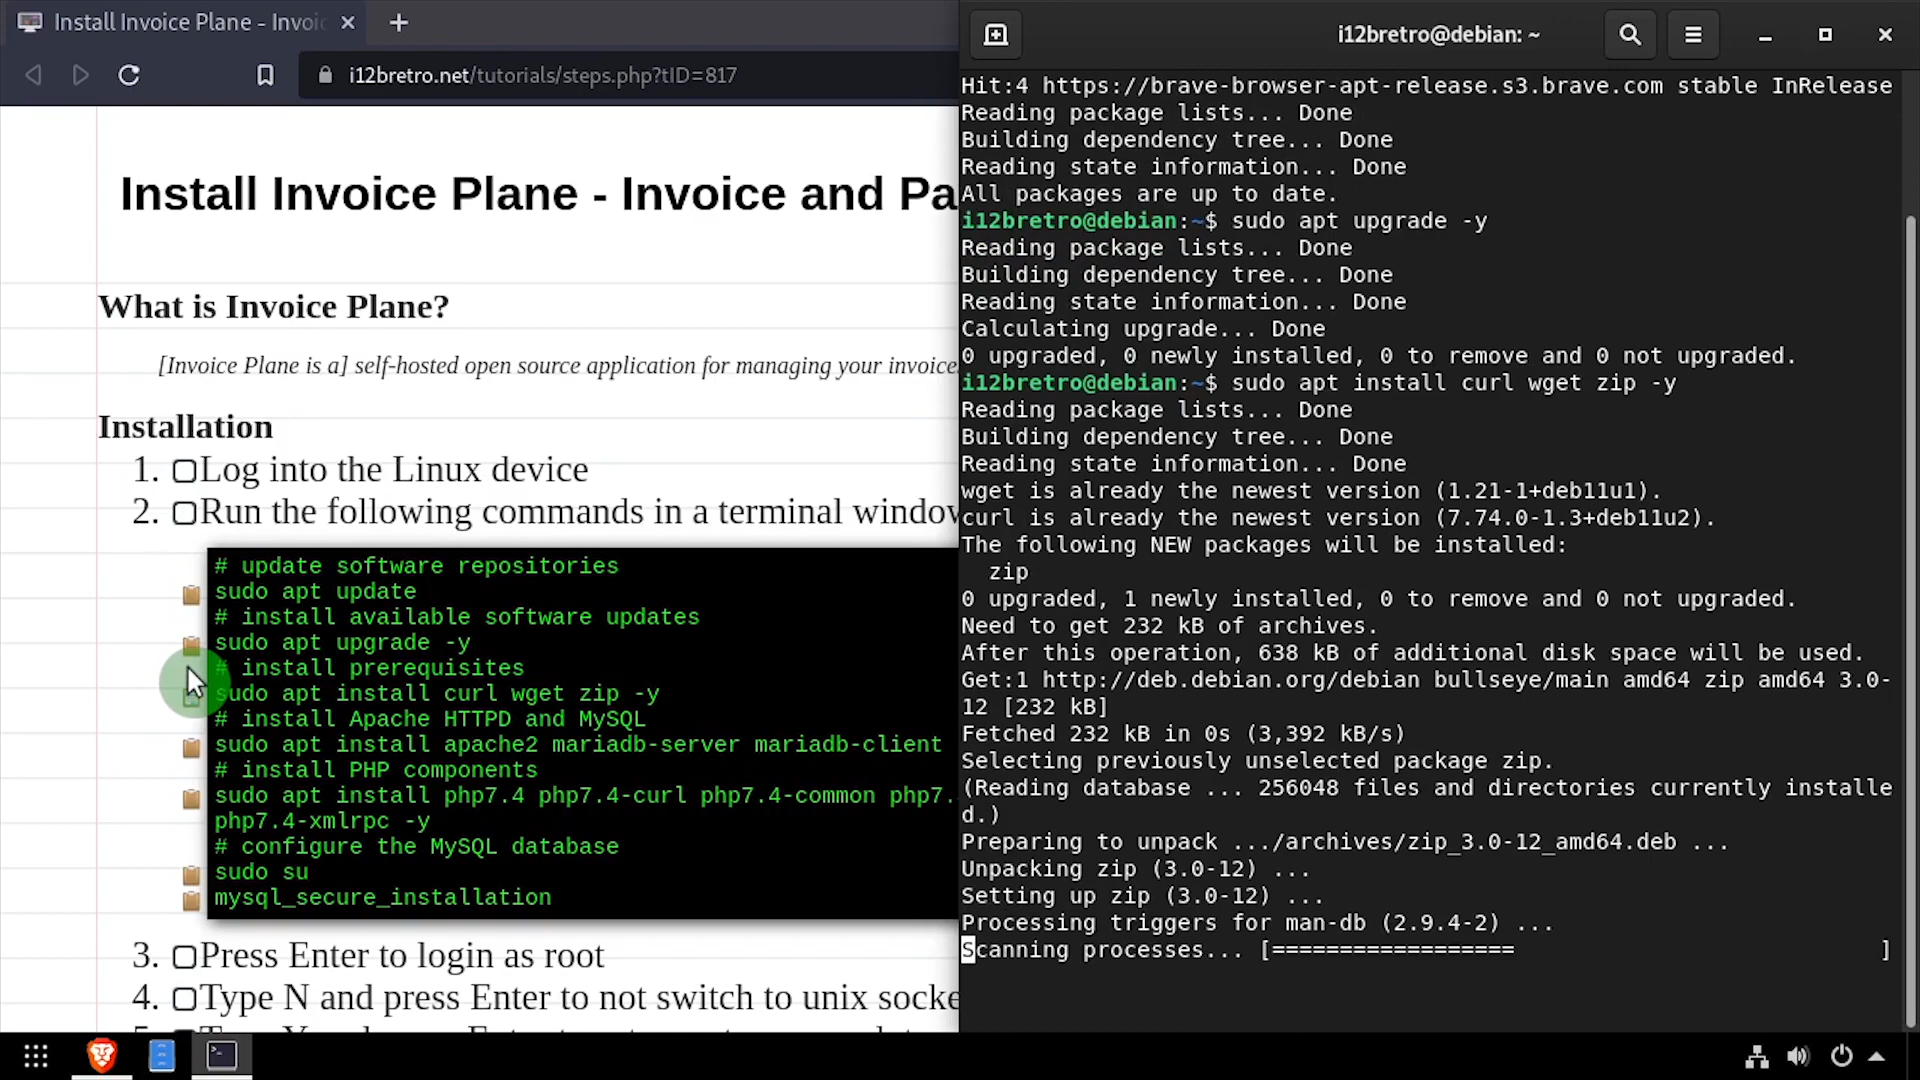 Install Invoice Plane - Invoic
i12bretro.net/tutorials/steps.php?tID=817
Install Invoice Plane - Invoice and Pa
What is Invoice Plane?
[Invoice Plane is a] self-hosted open source application for managing your invoice
Installation
1. Log into the Linux device
2. Run the following commands in a terminal window
# update software repositories
sudo apt update
# install available software updates
sudo apt upgrade -y
# install prerequisites
sudo apt install curl wget zip -y
# install Apache HTTPD and MySQL
sudo apt install apache2 mariadb-server mariadb-client
# install PHP components
sudo apt install php7.4 php7.4-curl php7.4-common php7.
php7.4-xmlrpc -y
# configure the MySQL database
sudo su
mysql_secure_installation
3. Press Enter to login as root
4. Type N and press Enter to not switch to unix socke
i12bretro@debian: ~
Hit:4 https://brave-browser-apt-release.s3.brave.com stable InRelease
Reading package lists... Done
Building dependency tree... Done
Reading state information... Done
All packages are up to date.
i12bretro@debian:~$ sudo apt upgrade -y
Reading package lists... Done
Building dependency tree... Done
Reading state information... Done
Calculating upgrade... Done
0 upgraded, 0 newly installed, 0 to remove and 0 not upgraded.
i12bretro@debian:~$ sudo apt install curl wget zip -y
Reading package lists... Done
Building dependency tree... Done
Reading state information... Done
wget is already the newest version (1.21-1+deb11u1).
curl is already the newest version (7.74.0-1.3+deb11u2).
The following NEW packages will be installed:
zip
0 upgraded, 1 newly installed, 0 to remove and 0 not upgraded.
Need to get 232 kB of archives.
After this operation, 638 kB of additional disk space will be used.
Get:1 http://deb.debian.org/debian bullseye/main amd64 zip amd64 3.0-
12 [232 kB]
Fetched 232 kB in 0s (3,392 kB/s)
Selecting previously unselected package zip.
(Reading database ... 256048 files and directories currently installe
d.)
Preparing to unpack .../archives/zip_3.0-12_amd64.deb ...
Unpacking zip (3.0-12) ...
Setting up zip (3.0-12) ...
Processing triggers for man-db (2.9.4-2) ...
Scanning processes... [================== ]